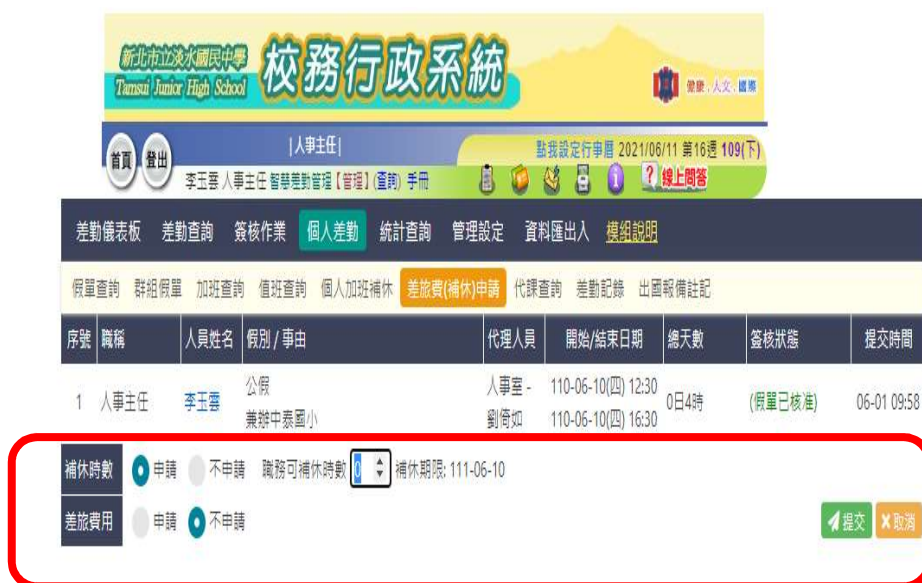 新北市立淡水國民中學 校務行政系統
Tamsui Junior High School
健康.人文.國際
首頁 登出 |人事主任| 點我設定行事曆 2021/06/11 第16週 109(下)
李玉雲 人事主任 智華差勤管理【管理】(查詢) 手冊 ? 線上問答
差勤儀表板 差勤查詢 簽核作業 個人差勤 統計查詢 管理設定 資料匯出入 模組說明
假單查詢 群組假單 加班查詢 值班查詢 個人加班補休 差旅費(補休)申請 代課查詢 差勤記錄 出國報備註記
序號 職稱 人員姓名 假別 / 事由 代理人員 開始/結束日期 總天數 簽核狀態 提交時間
1 人事主任 李玉雲 公假 人事室 - 110-06-10(四) 12:30 0日4時 (假單已核准) 06-01 09:58
兼辦中泰國小 劉倚如 110-06-10(四) 16:30
補休時數 申請 不申請 職務可補休時數 0 補休期限: 111-06-10
差旅費用 申請 不申請 提交 取消